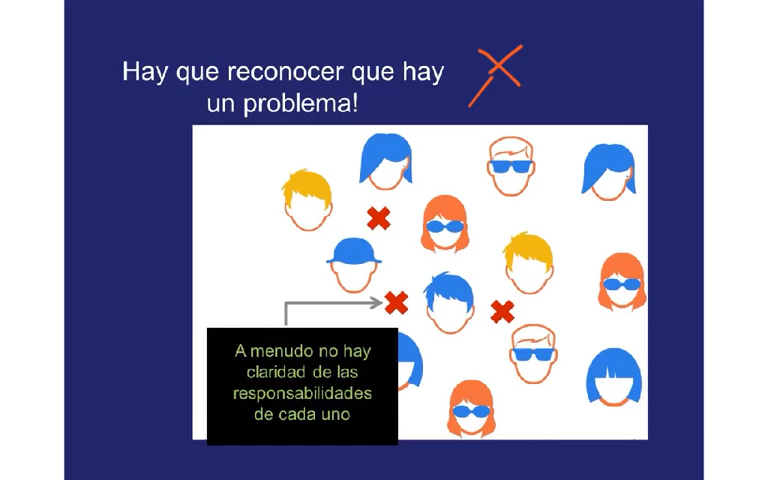 Hay que reconocer que hay
un problema!
A menudo no hay
claridad de las
responsabilidades
de cada uno